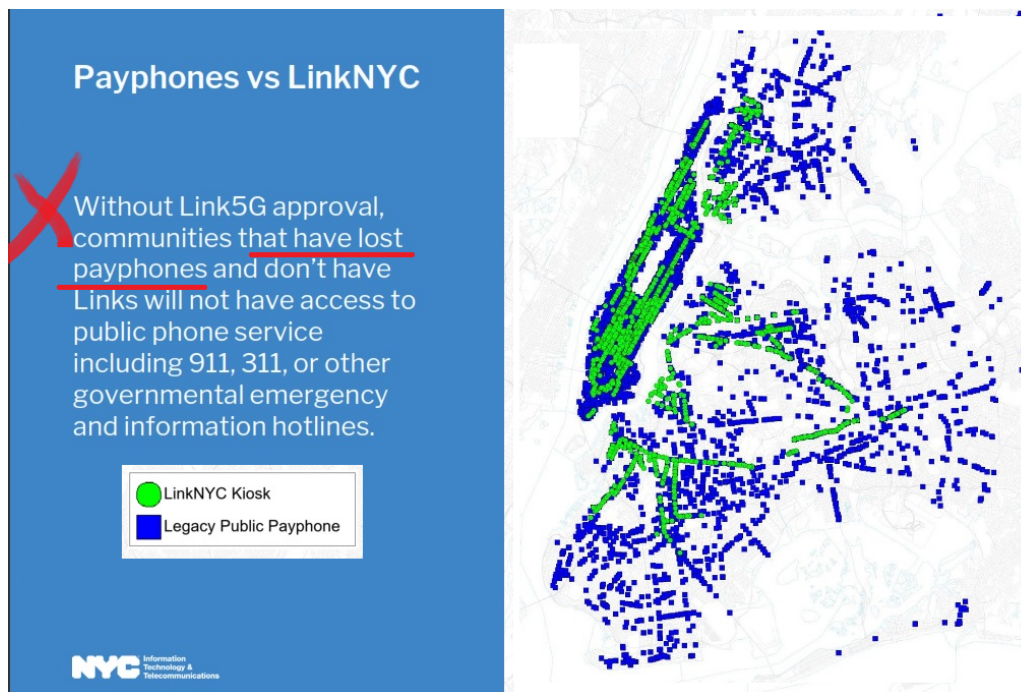 Payphones vs LinkNYC
Without Link5G approval,
communities that have lost
payphones and don't have
Links will not have access to
public phone service
including 911, 311, or other
governmental emergency
and information hotlines.
LinkNYC Kiosk
Legacy Public Payphone
NYC
Information
Technology &
Telecommunications